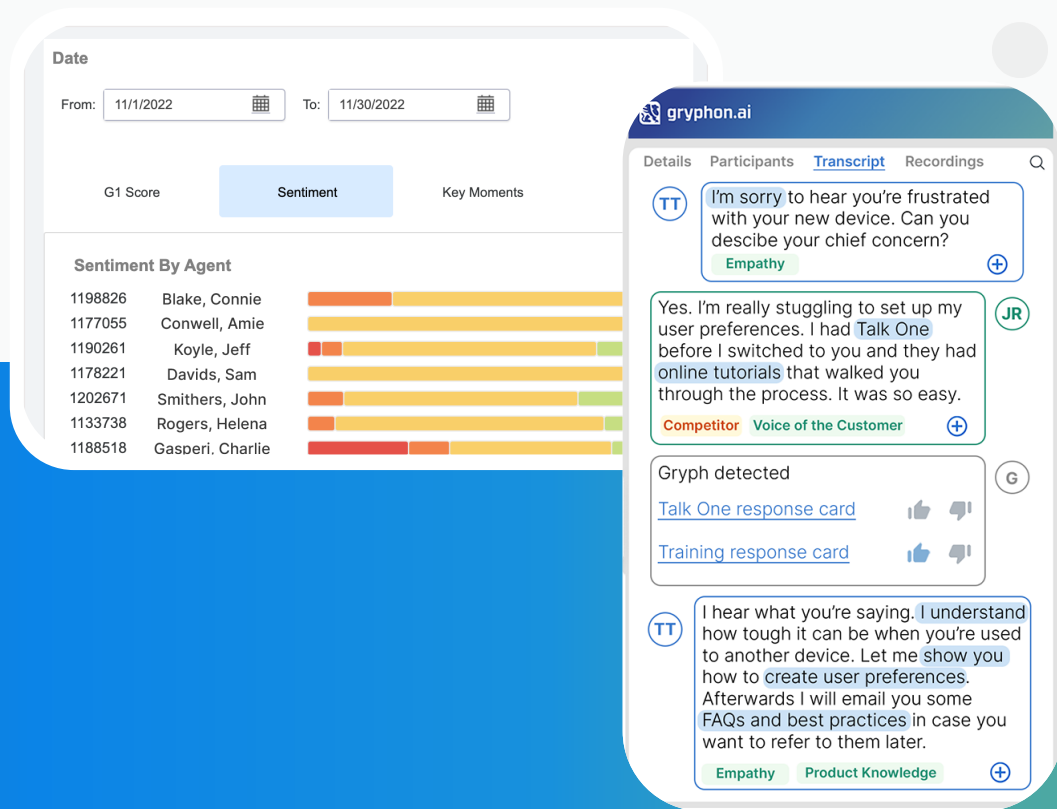 Date
From: 11/1/2022 To: 11/30/2022
G1 Score Sentiment Key Moments
Sentiment By Agent
1198826 Blake, Connie
1177055 Conwell, Amie
1190261 Koyle, Jeff
1178221 Davids, Sam
1202671 Smithers, John
1133738 Rogers, Helena
1188518 Gasperi, Charlie
gryphon.ai
Details Participants Transcript Recordings
TT
I'm sorry to hear you're frustrated
with your new device. Can you
descibe your chief concern?
Empathy
Yes. I'm really stuggling to set up my
user preferences. I had Talk One
before I switched to you and they had
online tutorials that walked you
through the process. It was so easy.
Competitor Voice of the Customer
JR
Gryph detected
Talk One response card
Training response card
G
TT
I hear what you're saying. I understand
how tough it can be when you're used
to another device. Let me show you
how to create user preferences.
Afterwards I will email you some
FAQs and best practices in case you
want to refer to them later.
Empathy Product Knowledge